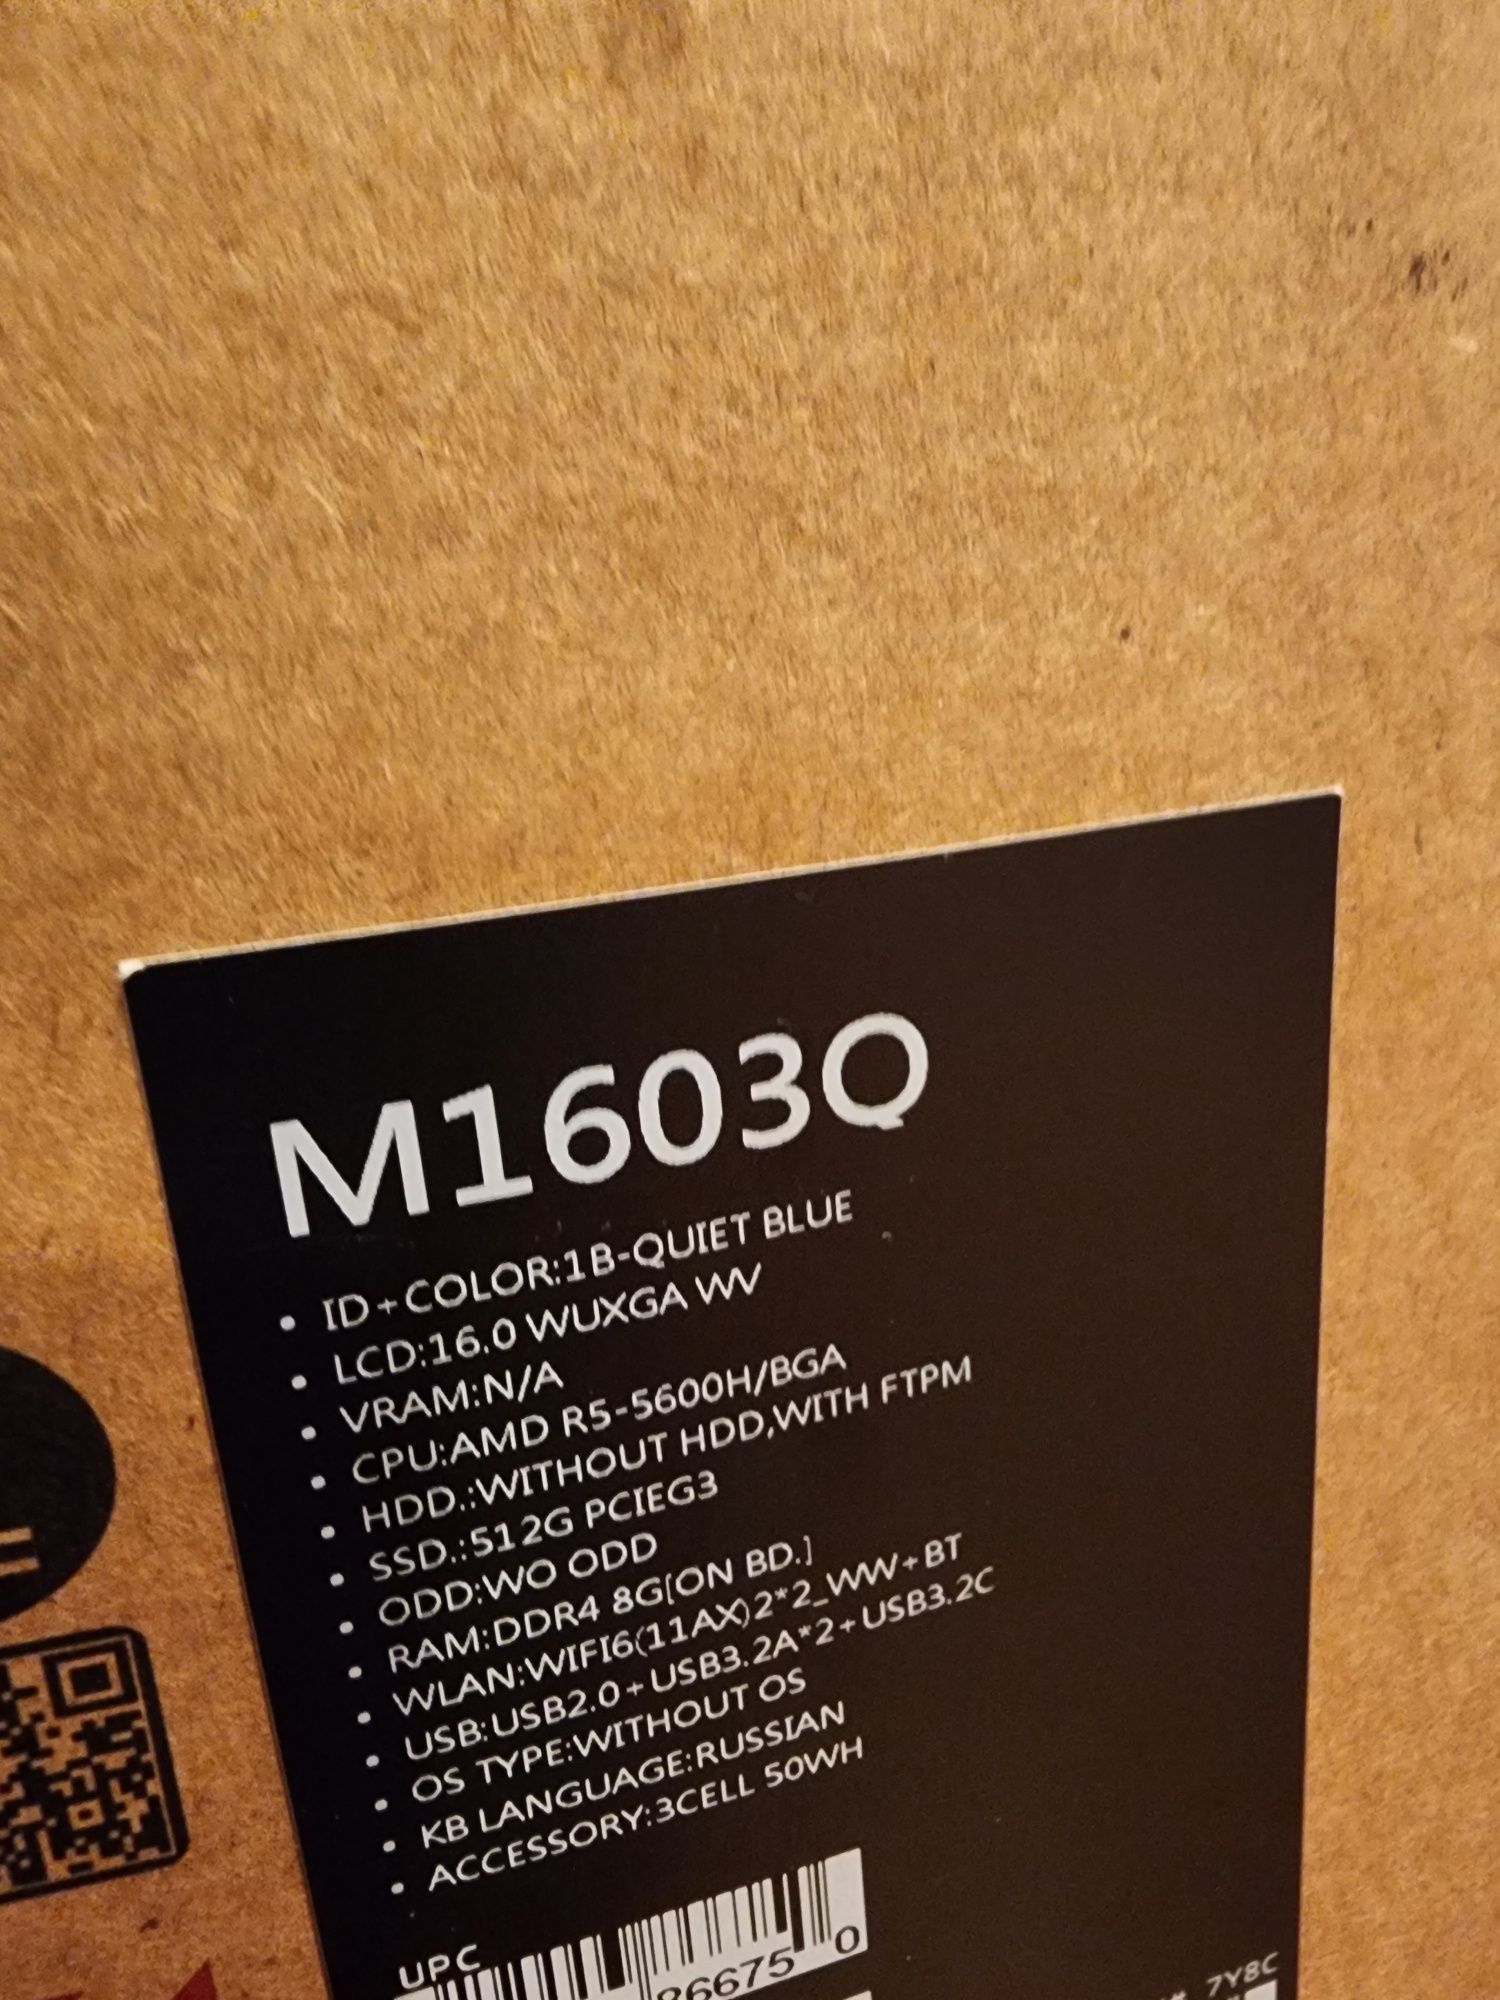 M1603Q
• ID+COLOR:1B-QUIET BLUE
• LCD:16.0 WUXGA WV
• VRAM:N/A
• CPU:AMD R5-5600H/BGA
• HDD.:WITHOUT HDD,WITH FTPM
• SSD.:512G PCIEG3
• ODD:WO ODD
• RAM:DDR4 8G[ON BD.]
• WLAN:WIFI6(11AX)2*2_WW+BT
• USB:USB2.0+USB3.2A*2+USB3.2C
• OS TYPE:WITHOUT OS
• KB LANGUAGE:RUSSIAN
• ACCESSORY:3CELL 50WH
UPC
86675 0
7Y8C